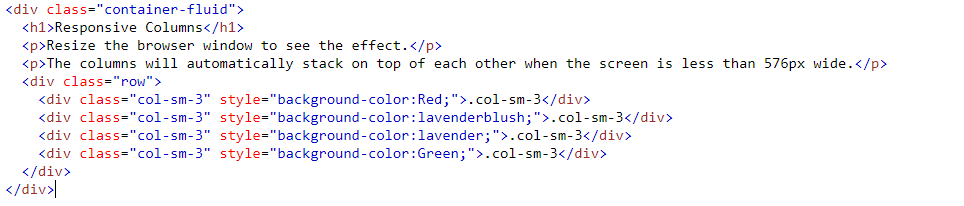 <div class="container-fluid">
<h1>Responsive Columns</h1>
<p>Resize the browser window to see the effect.</p>
<p>The columns will automatically stack on top of each other when the screen is less than 576px wide.</p>
<div class="row">
<div class="col-sm-3" style="background-color:Red;">.col-sm-3</div>
<div class="col-sm-3" style="background-color:lavenderblush;">.col-sm-3</div>
<div class="col-sm-3" style="background-color:lavender;">.col-sm-3</div>
<div class="col-sm-3" style="background-color:Green;">.col-sm-3</div>
</div>
</div>